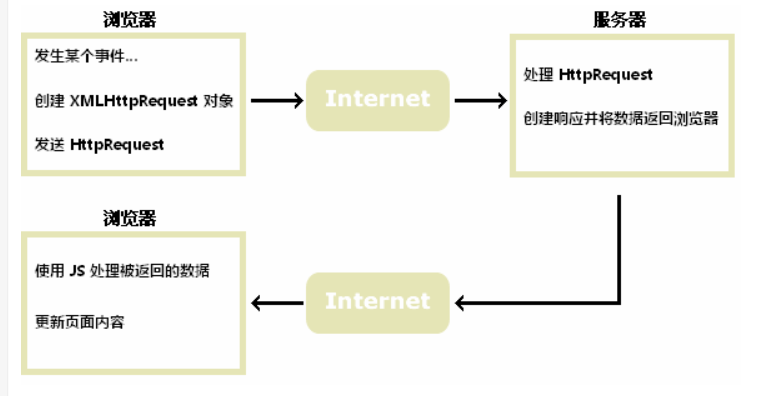 浏览器
发生某个事件...
创建 XMLHttpRequest 对象
发送 HttpRequest
Internet
服务器
处理 HttpRequest
创建响应并将数据返回浏览器
浏览器
使用 JS 处理被返回的数据
更新页面内容
Internet